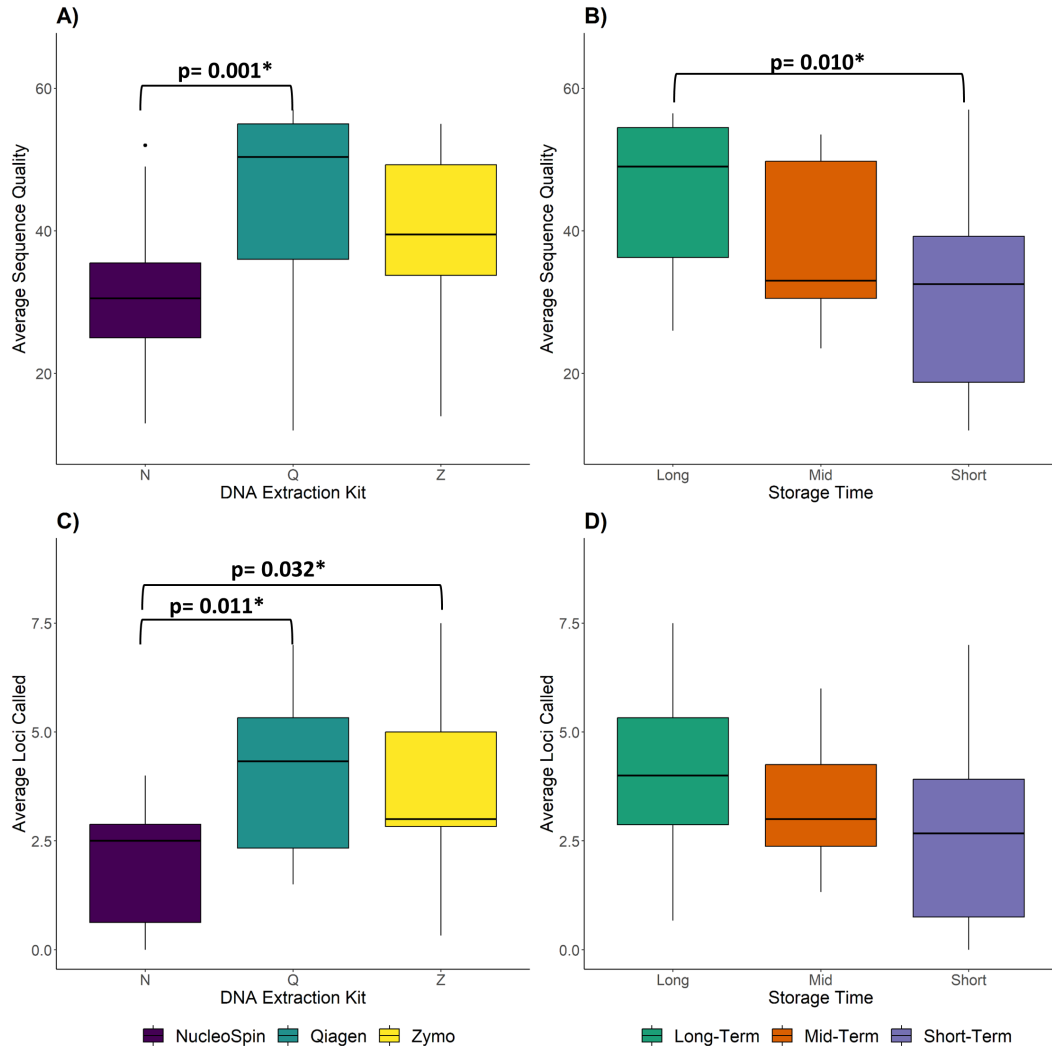 A)
p= 0.001*
60
40
20
Average Sequence Quality
N Q Z
DNA Extraction Kit
B)
p= 0.010*
60
40
20
Average Sequence Quality
Long Mid Short
Storage Time
C)
p= 0.032*
p= 0.011*
7.5
5.0
2.5
0.0
Average Loci Called
N Q Z
DNA Extraction Kit
D)
7.5
5.0
2.5
0.0
Average Loci Called
Long Mid Short
Storage Time
NucleoSpin Qiagen Zymo
Long-Term Mid-Term Short-Term